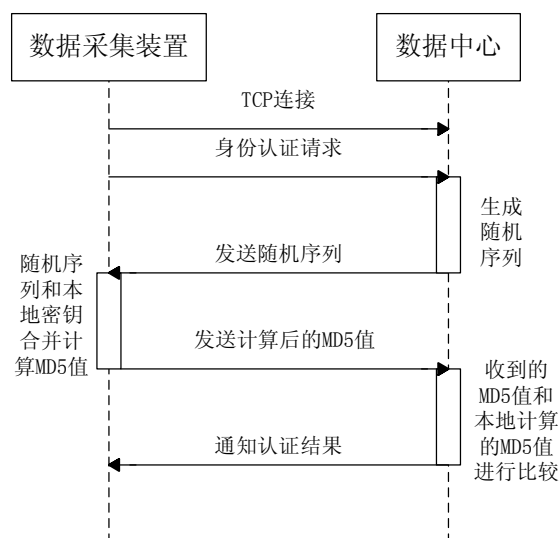 数据采集装置
数据中心
TCP连接
身份认证请求
生成
随机
序列
发送随机序列
随机序
列和本
地密钥
合并计
算MD5值
发送计算后的MD5值
收到的
MD5值和
本地计算
的MD5值
进行比较
通知认证结果